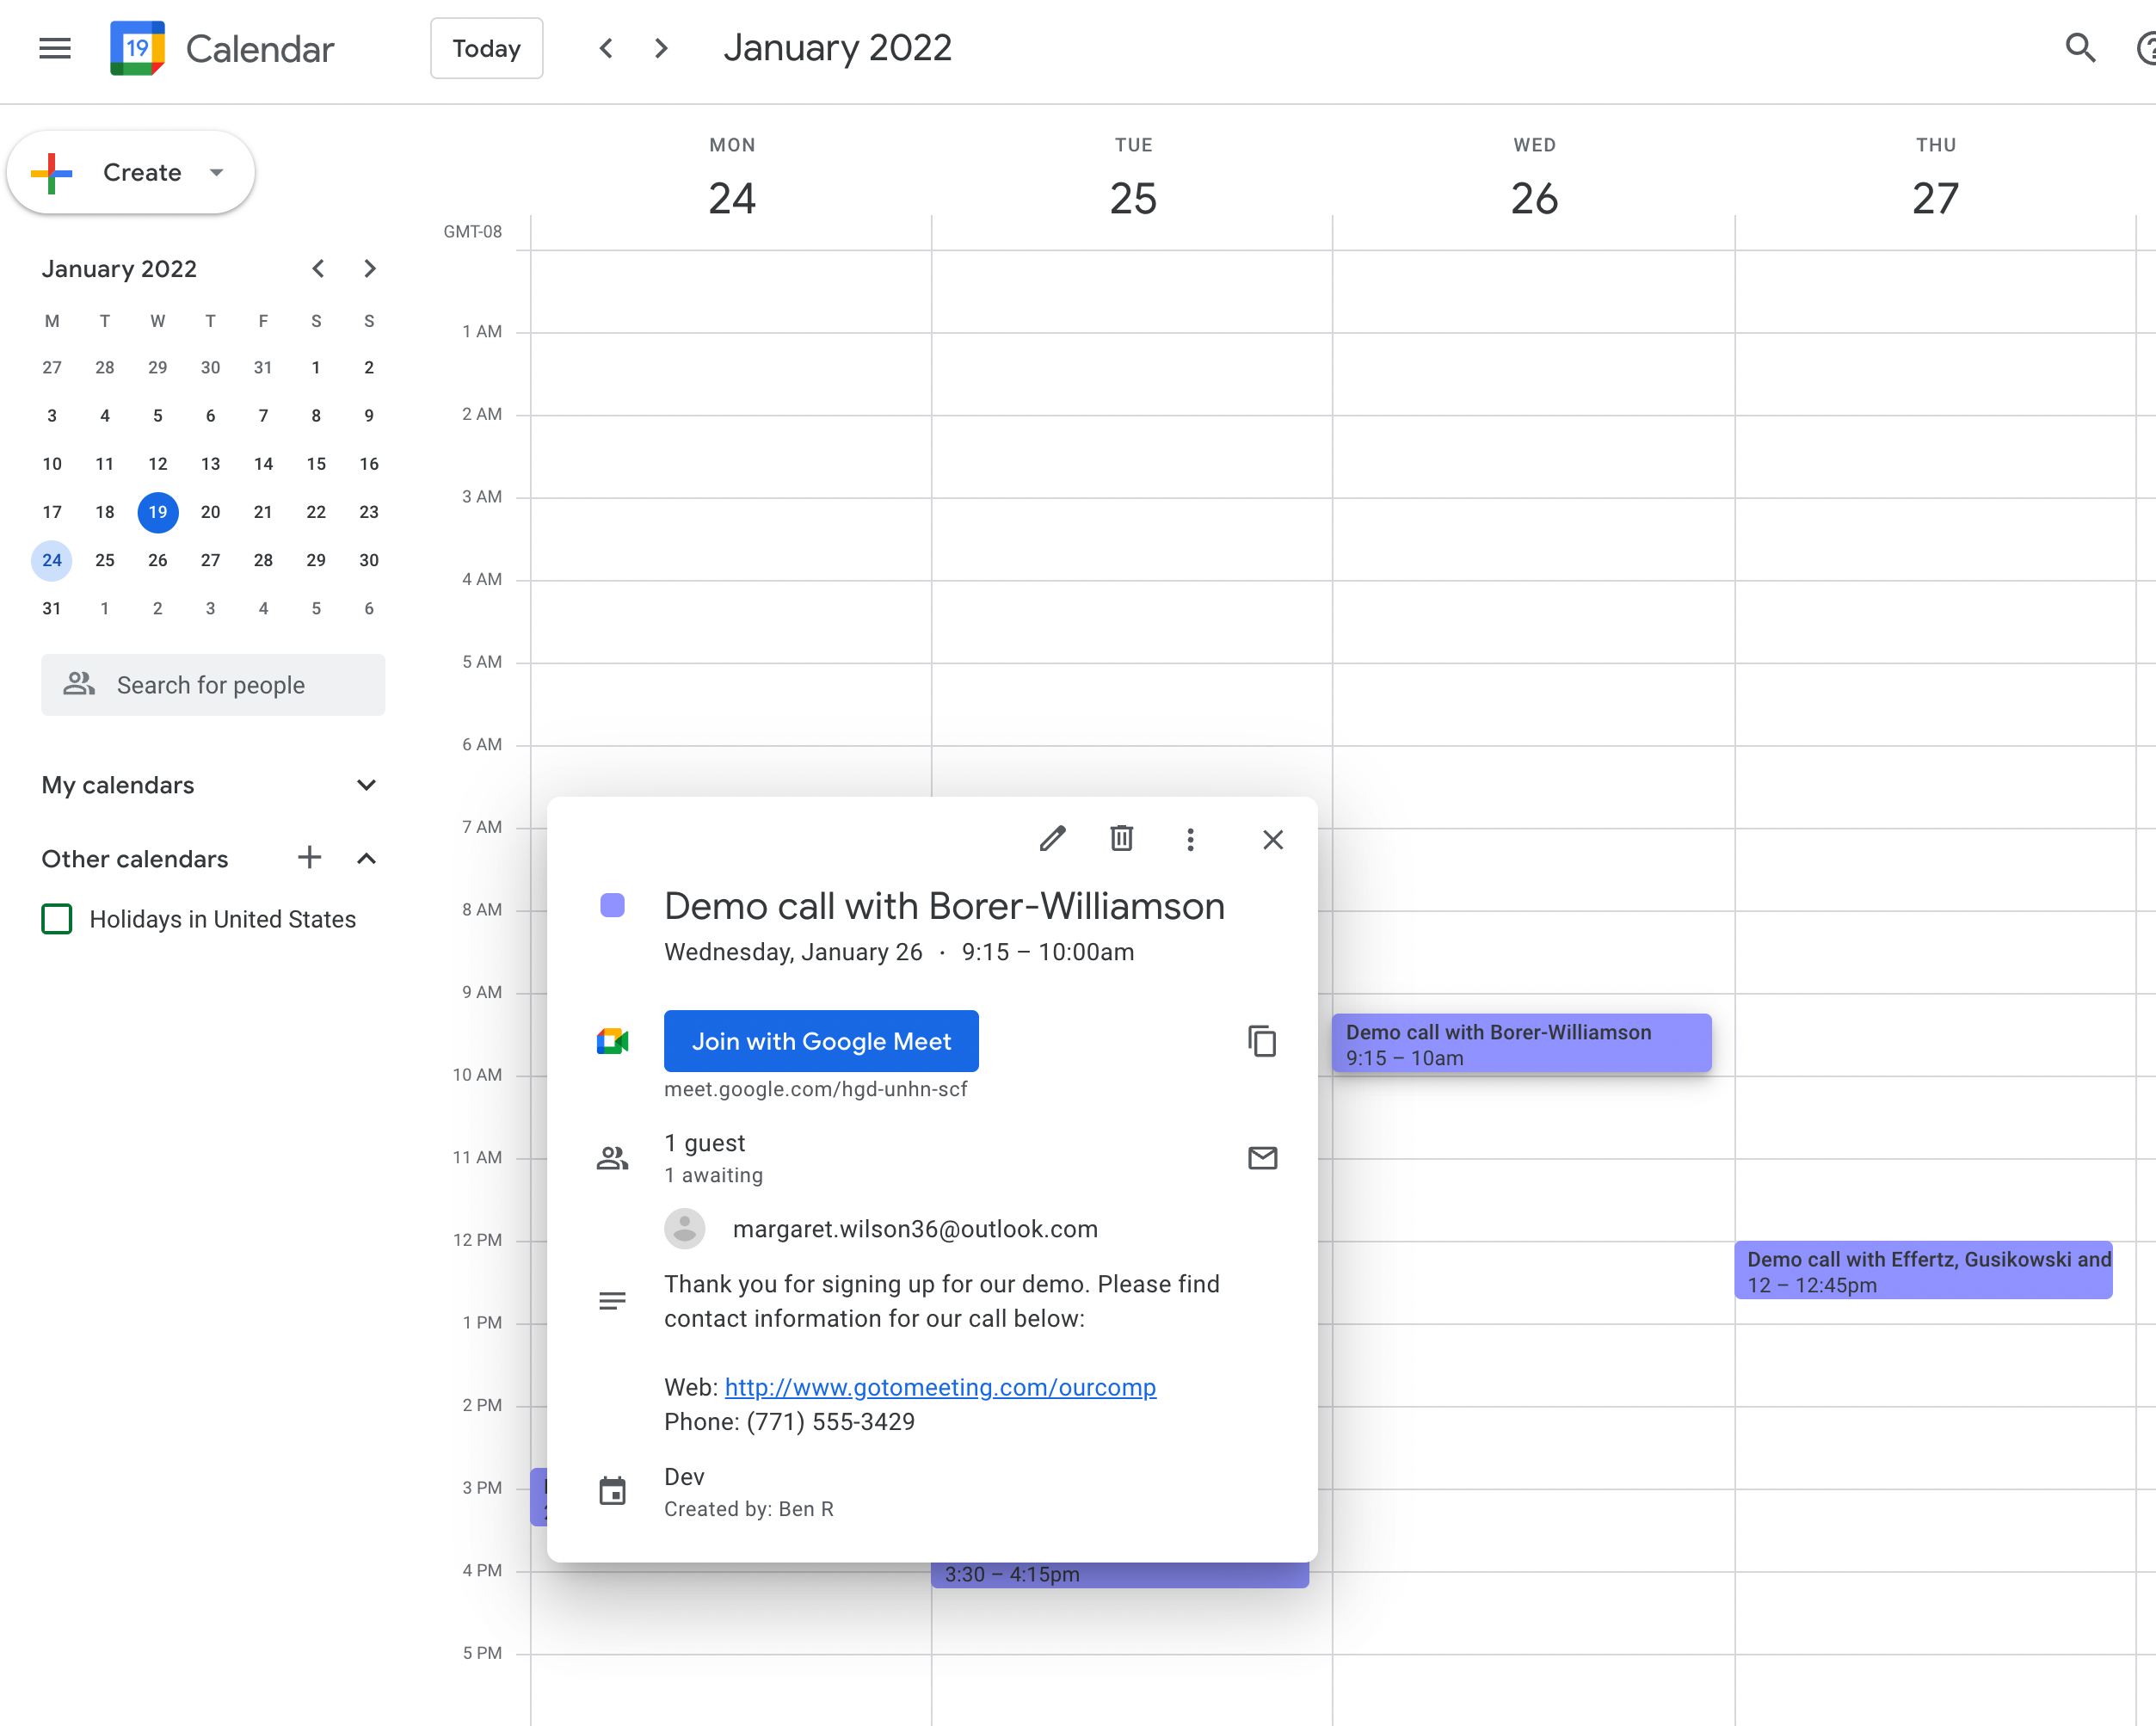 19 Calendar Today January 2022
Create
January 2022
M T W T F S S
27 28 29 30 31 1 2
3 4 5 6 7 8 9
10 11 12 13 14 15 16
17 18 19 20 21 22 23
24 25 26 27 28 29 30
31 1 2 3 4 5 6
Search for people
My calendars
Other calendars
Holidays in United States
MON TUE WED THU
24 25 26 27
GMT-08
1 AM
2 AM
3 AM
4 AM
5 AM
6 AM
7 AM
8 AM
9 AM
10 AM
11 AM
12 PM
1 PM
2 PM
3 PM
4 PM
5 PM
Demo call with Borer-Williamson
Wednesday, January 26 · 9:15 – 10:00am
Join with Google Meet
meet.google.com/hgd-unhn-scf
1 guest
1 awaiting
margaret.wilson36@outlook.com
Thank you for signing up for our demo. Please find
contact information for our call below:
Web: http://www.gotomeeting.com/ourcomp
Phone: (771) 555-3429
Dev
Created by: Ben R
3:30 – 4:15pm
Demo call with Borer-Williamson
9:15 – 10am
Demo call with Effertz, Gusikowski and
12 – 12:45pm